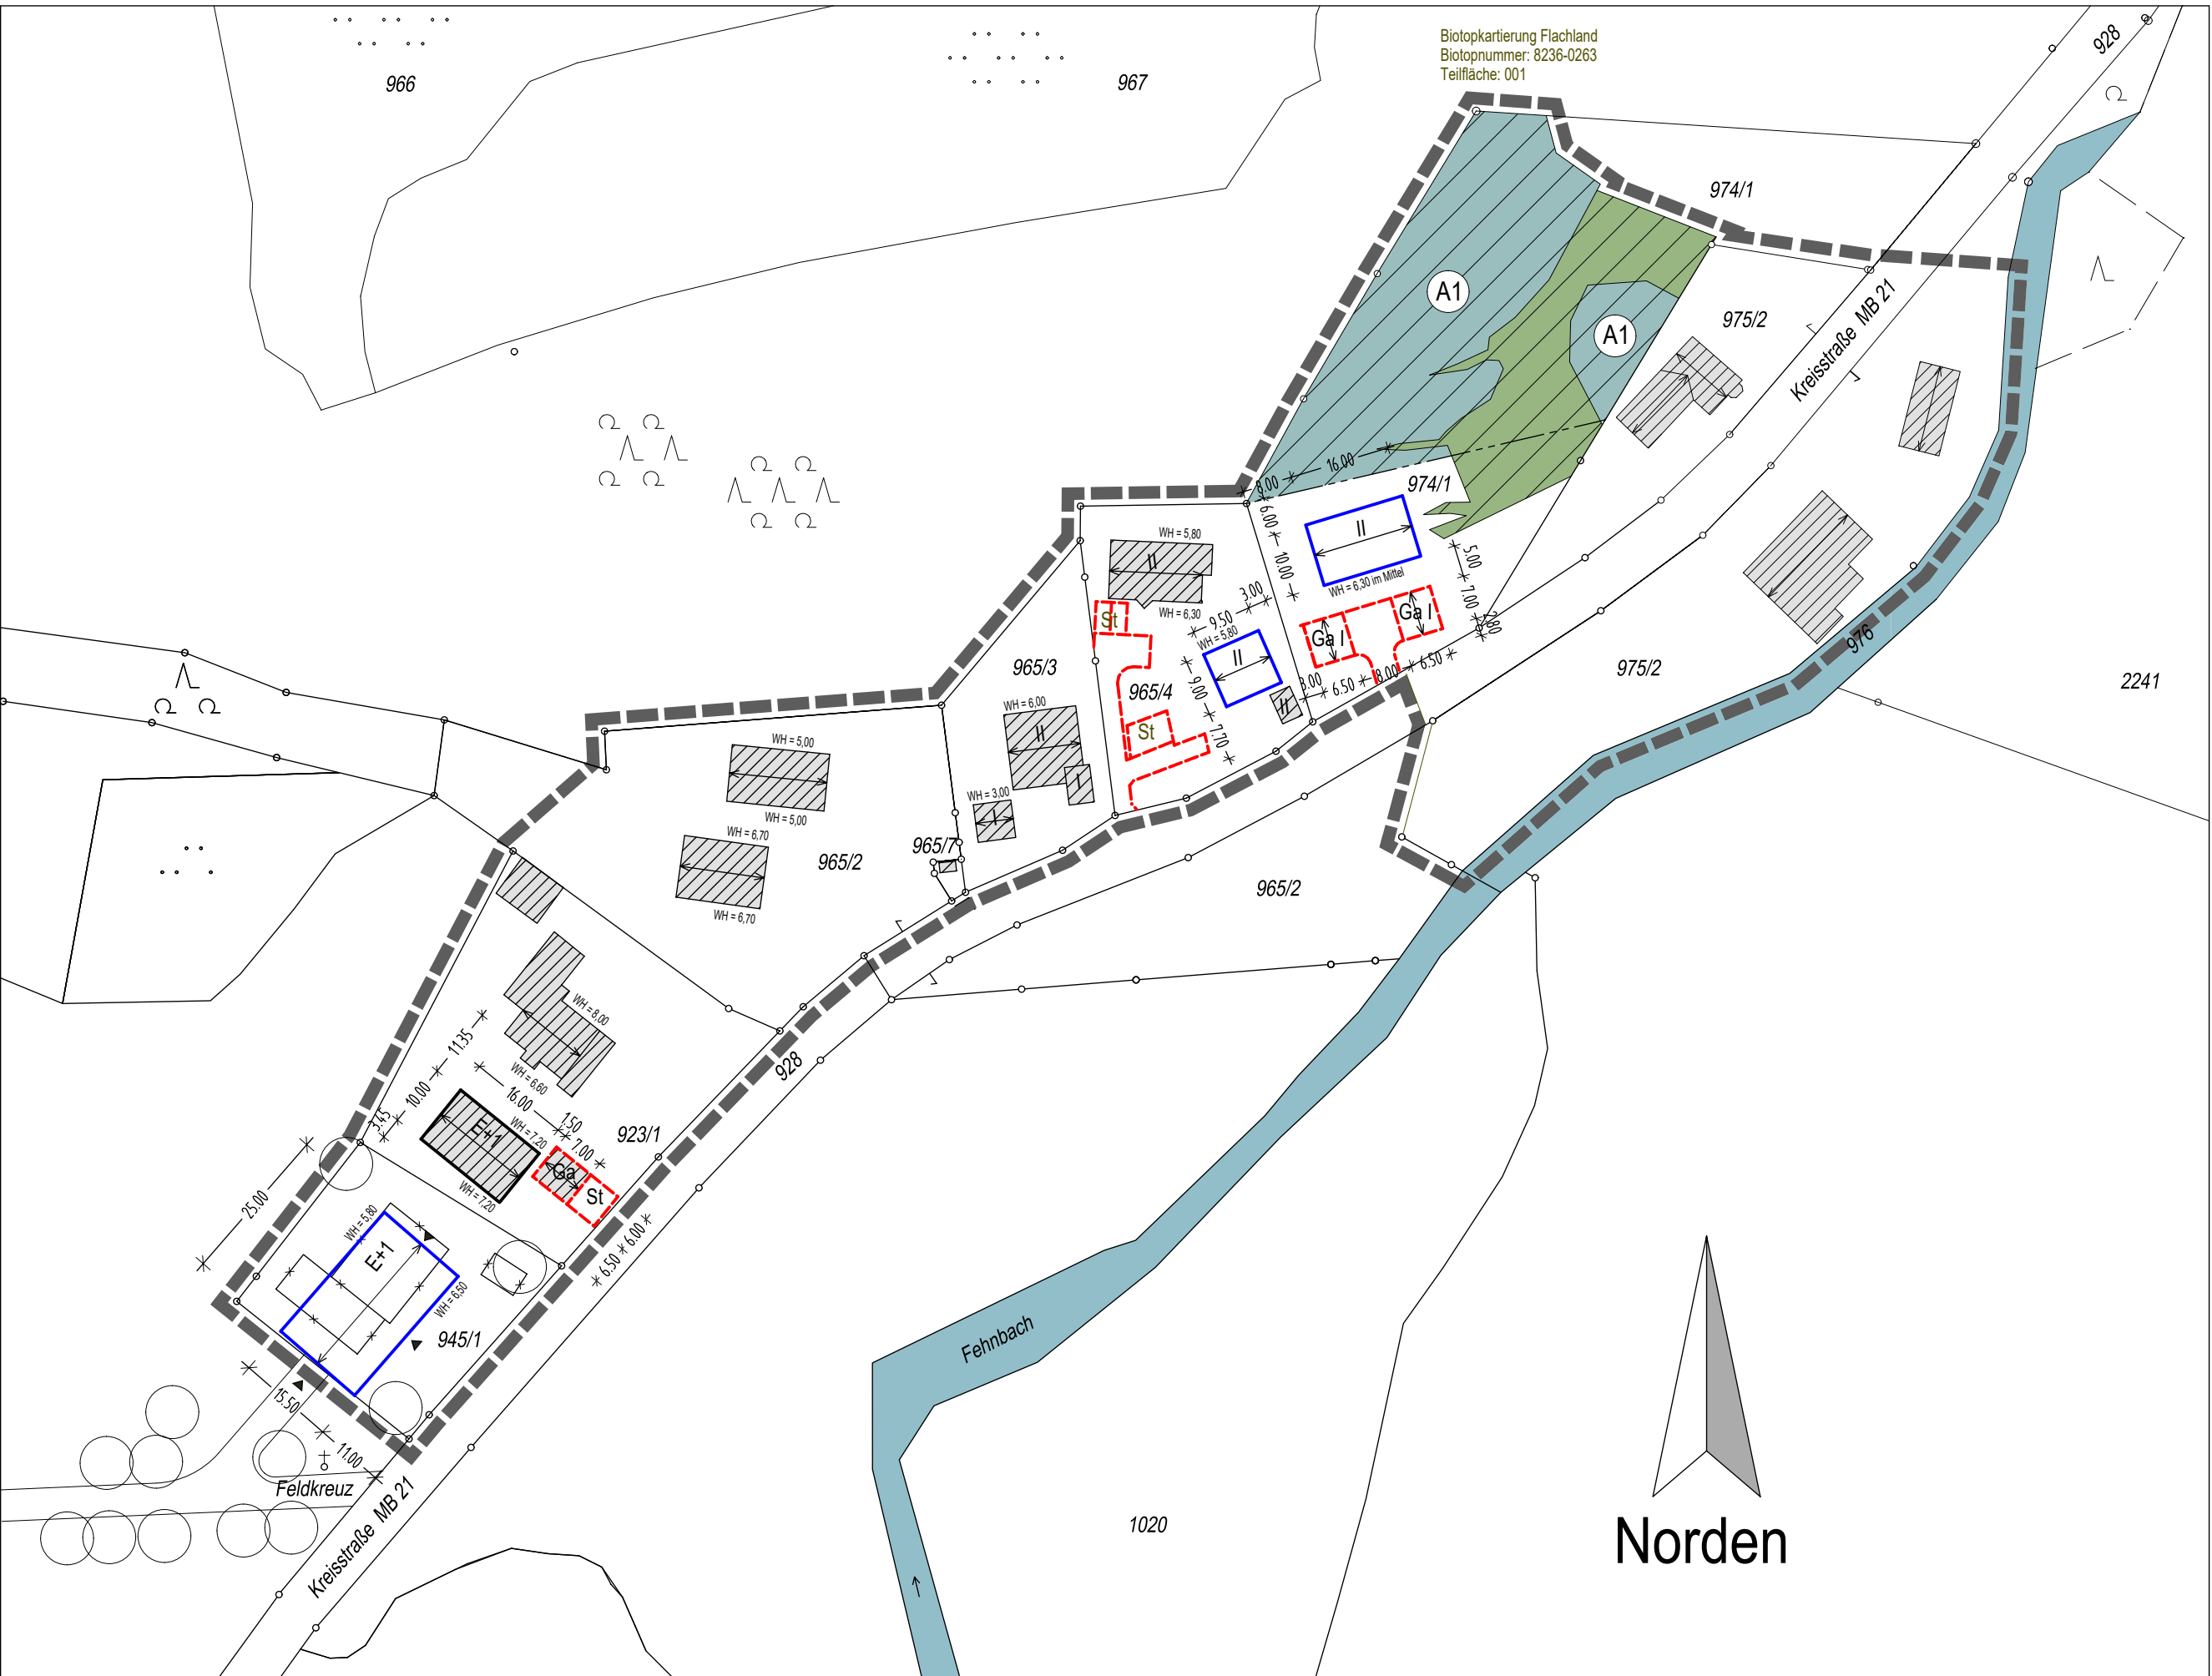 Biotopkartierung Flachland
Biotopnummer: 8236-0263
Teilfläche: 001
928
966
967
974/1
A1
A1
975/2
Kreisstraße MB 21
16.00
8.00
974/1
6.00
II
10.00
WH = 6,30 im Mittel
5.00
7.00
2.80
WH = 5,80
II
WH = 6,30
St
3.00
9.50
WH = 5,80
II
Ga I
Ga I
965/3
965/4
9.00
3.00
6.50
8.00
6.50
II
7.70
975/2
976
2241
WH = 6,00
II
I
St
WH = 5,00
WH = 5,00
WH = 3,00
I
WH = 6,70
965/2
965/7
WH = 6,70
965/2
WH = 8,00
11.35
10.00
3.45
WH = 6,60
16.00
1.50
7.00
WH = 7,20
E+1
WH = 7,20
Ga
St
923/1
928
25.00
WH = 5,80
E+1
WH = 6,50
6.50
6.00
945/1
15.50
11.00
Feldkreuz
Kreisstraße MB 21
Fehnbach
1020
Norden